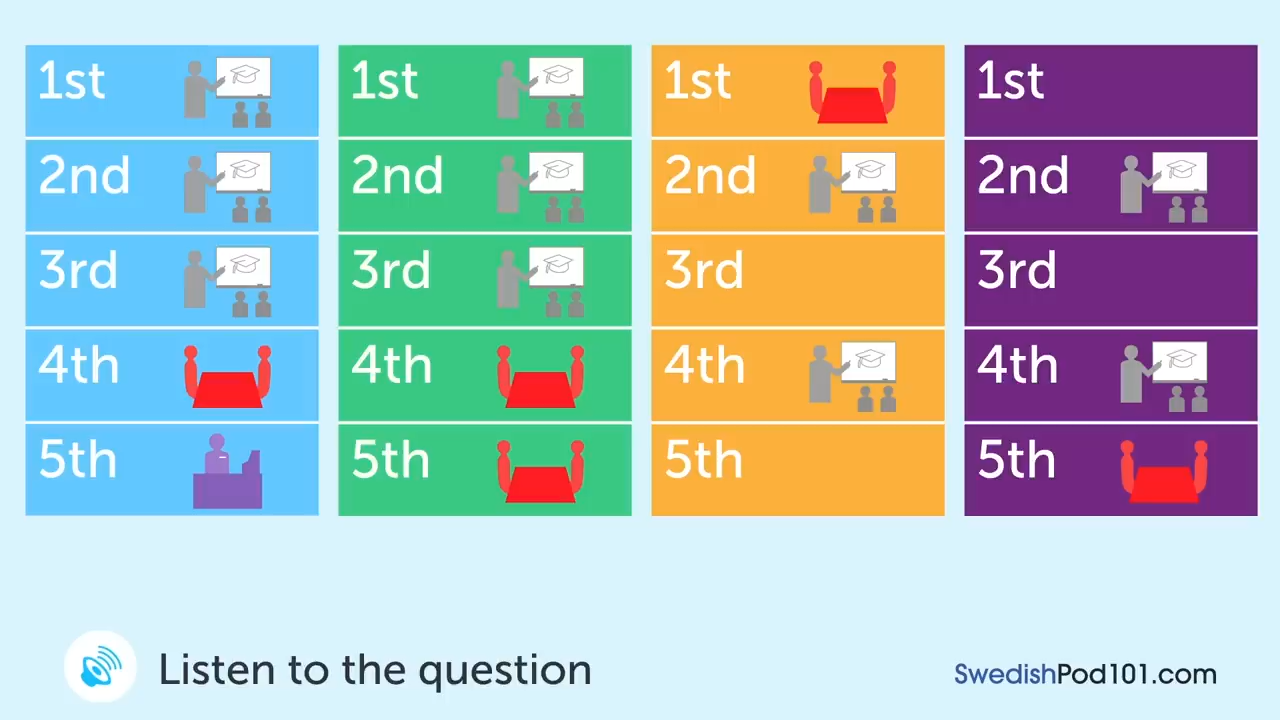 1st
2nd
3rd
4th
5th
1st
2nd
3rd
4th
5th
1st
2nd
3rd
4th
5th
1st
2nd
3rd
4th
5th
Listen to the question
SwedishPod101.com